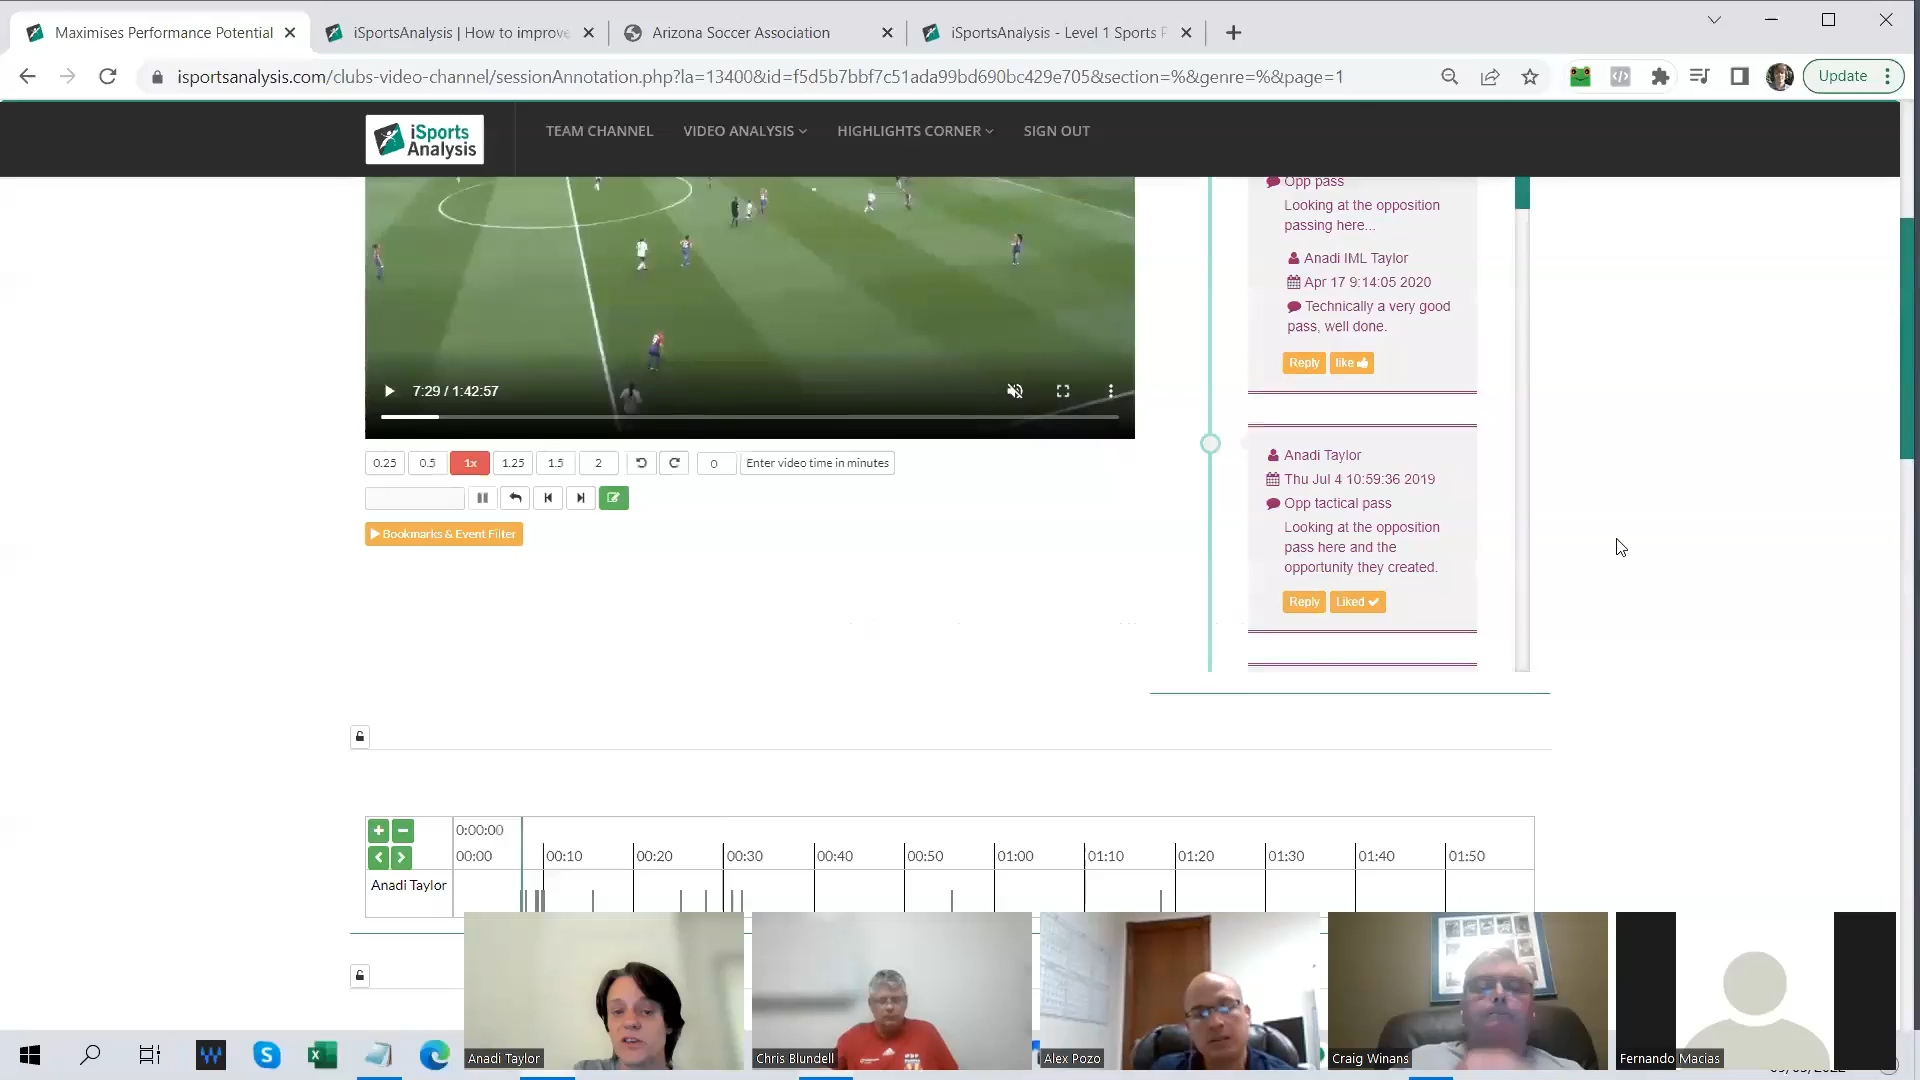 Maximises Performance Potential
iSportsAnalysis | How to improve
Arizona Soccer Association
iSportsAnalysis - Level 1 Sports P
isportsanalysis.com/clubs-video-channel/sessionAnnotation.php?la=13400&id=f5d5b7bbf7c51ada99bd690bc429e705&section=%&genre=%&page=1
Update
iSports
Analysis
TEAM CHANNEL
VIDEO ANALYSIS
HIGHLIGHTS CORNER
SIGN OUT
Opp pass
Looking at the opposition
passing here...
Anadi IML Taylor
Apr 17 9:14:05 2020
Technically a very good
pass, well done.
Reply like
7:29 / 1:42:57
0.25 0.5 1x 1.25 1.5 2 0 Enter video time in minutes
Bookmarks & Event Filter
Anadi Taylor
Thu Jul 4 10:59:36 2019
Opp tactical pass
Looking at the opposition
pass here and the
opportunity they created.
Reply Liked
0:00:00
00:00 00:10 00:20 00:30 00:40 00:50 01:00 01:10 01:20 01:30 01:40 01:50
Anadi Taylor
Anadi Taylor
Chris Blundell
Alex Pozo
Craig Winans
Fernando Macias